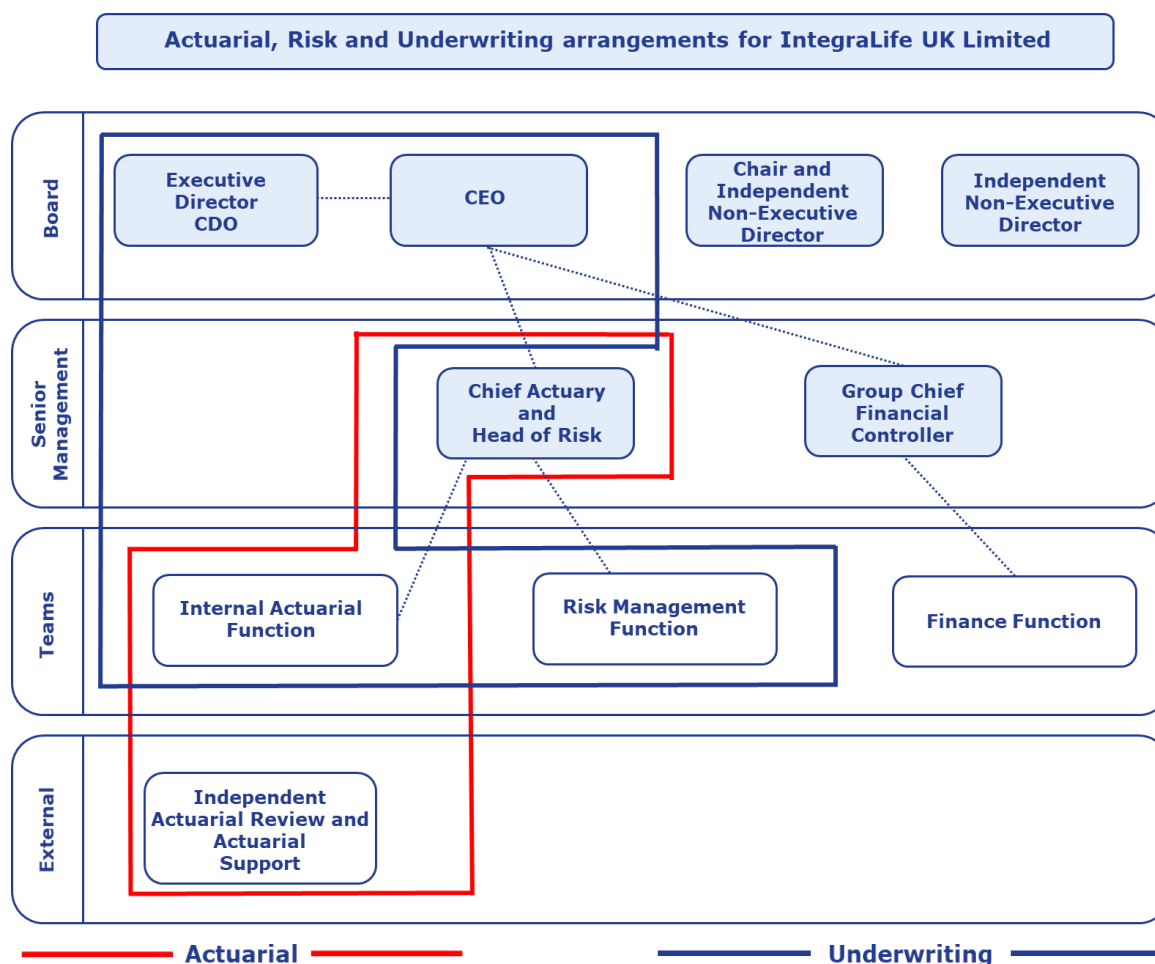 Actuarial, Risk and Underwriting arrangements for IntegraLife UK Limited
Board
Executive
Director
CDO
CEO
Chair and
Independent
Non-Executive
Director
Independent
Non-Executive
Director
Senior
Management
Chief Actuary
and
Head of Risk
Group Chief
Financial
Controller
Teams
Internal Actuarial
Function
Risk Management
Function
Finance Function
External
Independent
Actuarial Review and
Actuarial
Support
Actuarial
Underwriting